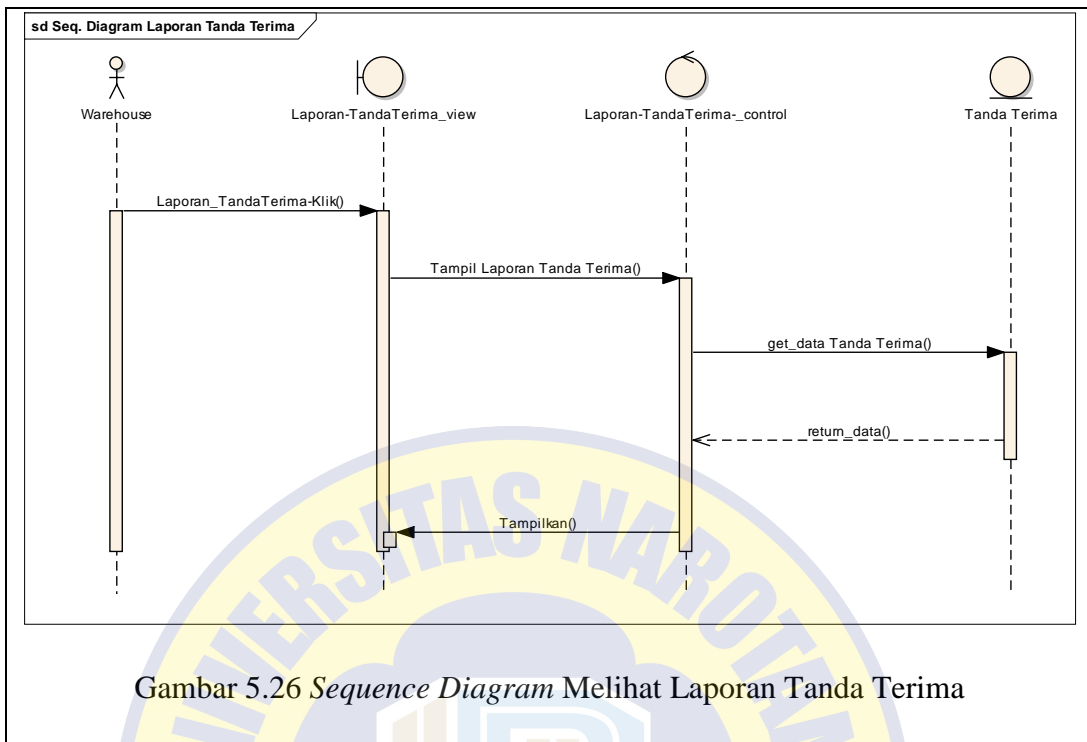 sd Seq. Diagram Laporan Tanda Terima
Warehouse
Laporan-TandaTerima_view
Laporan-TandaTerima-_control
Tanda Terima
Laporan_TandaTerima-Klik()
Tampil Laporan Tanda Terima()
get_data Tanda Terima()
return_data()
Tampilkan()
Gambar 5.26 Sequence Diagram Melihat Laporan Tanda Terima